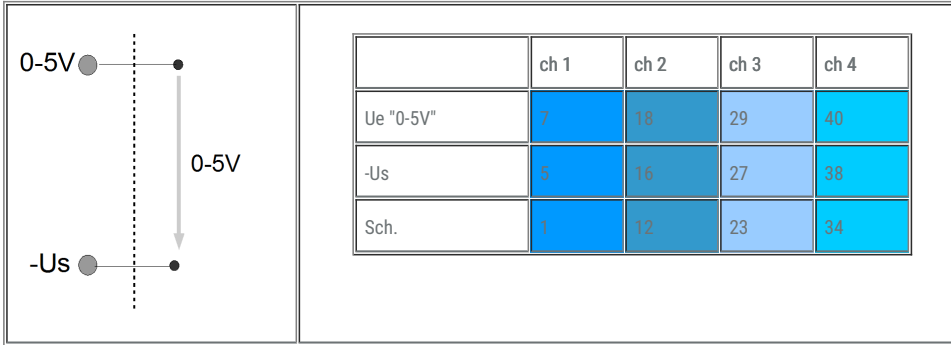 0-5V
0-5V
-Us
ch 1 ch 2 ch 3 ch 4
Ue "0-5V" 7 18 29 40
-Us 5 16 27 38
Sch. 1 12 23 34